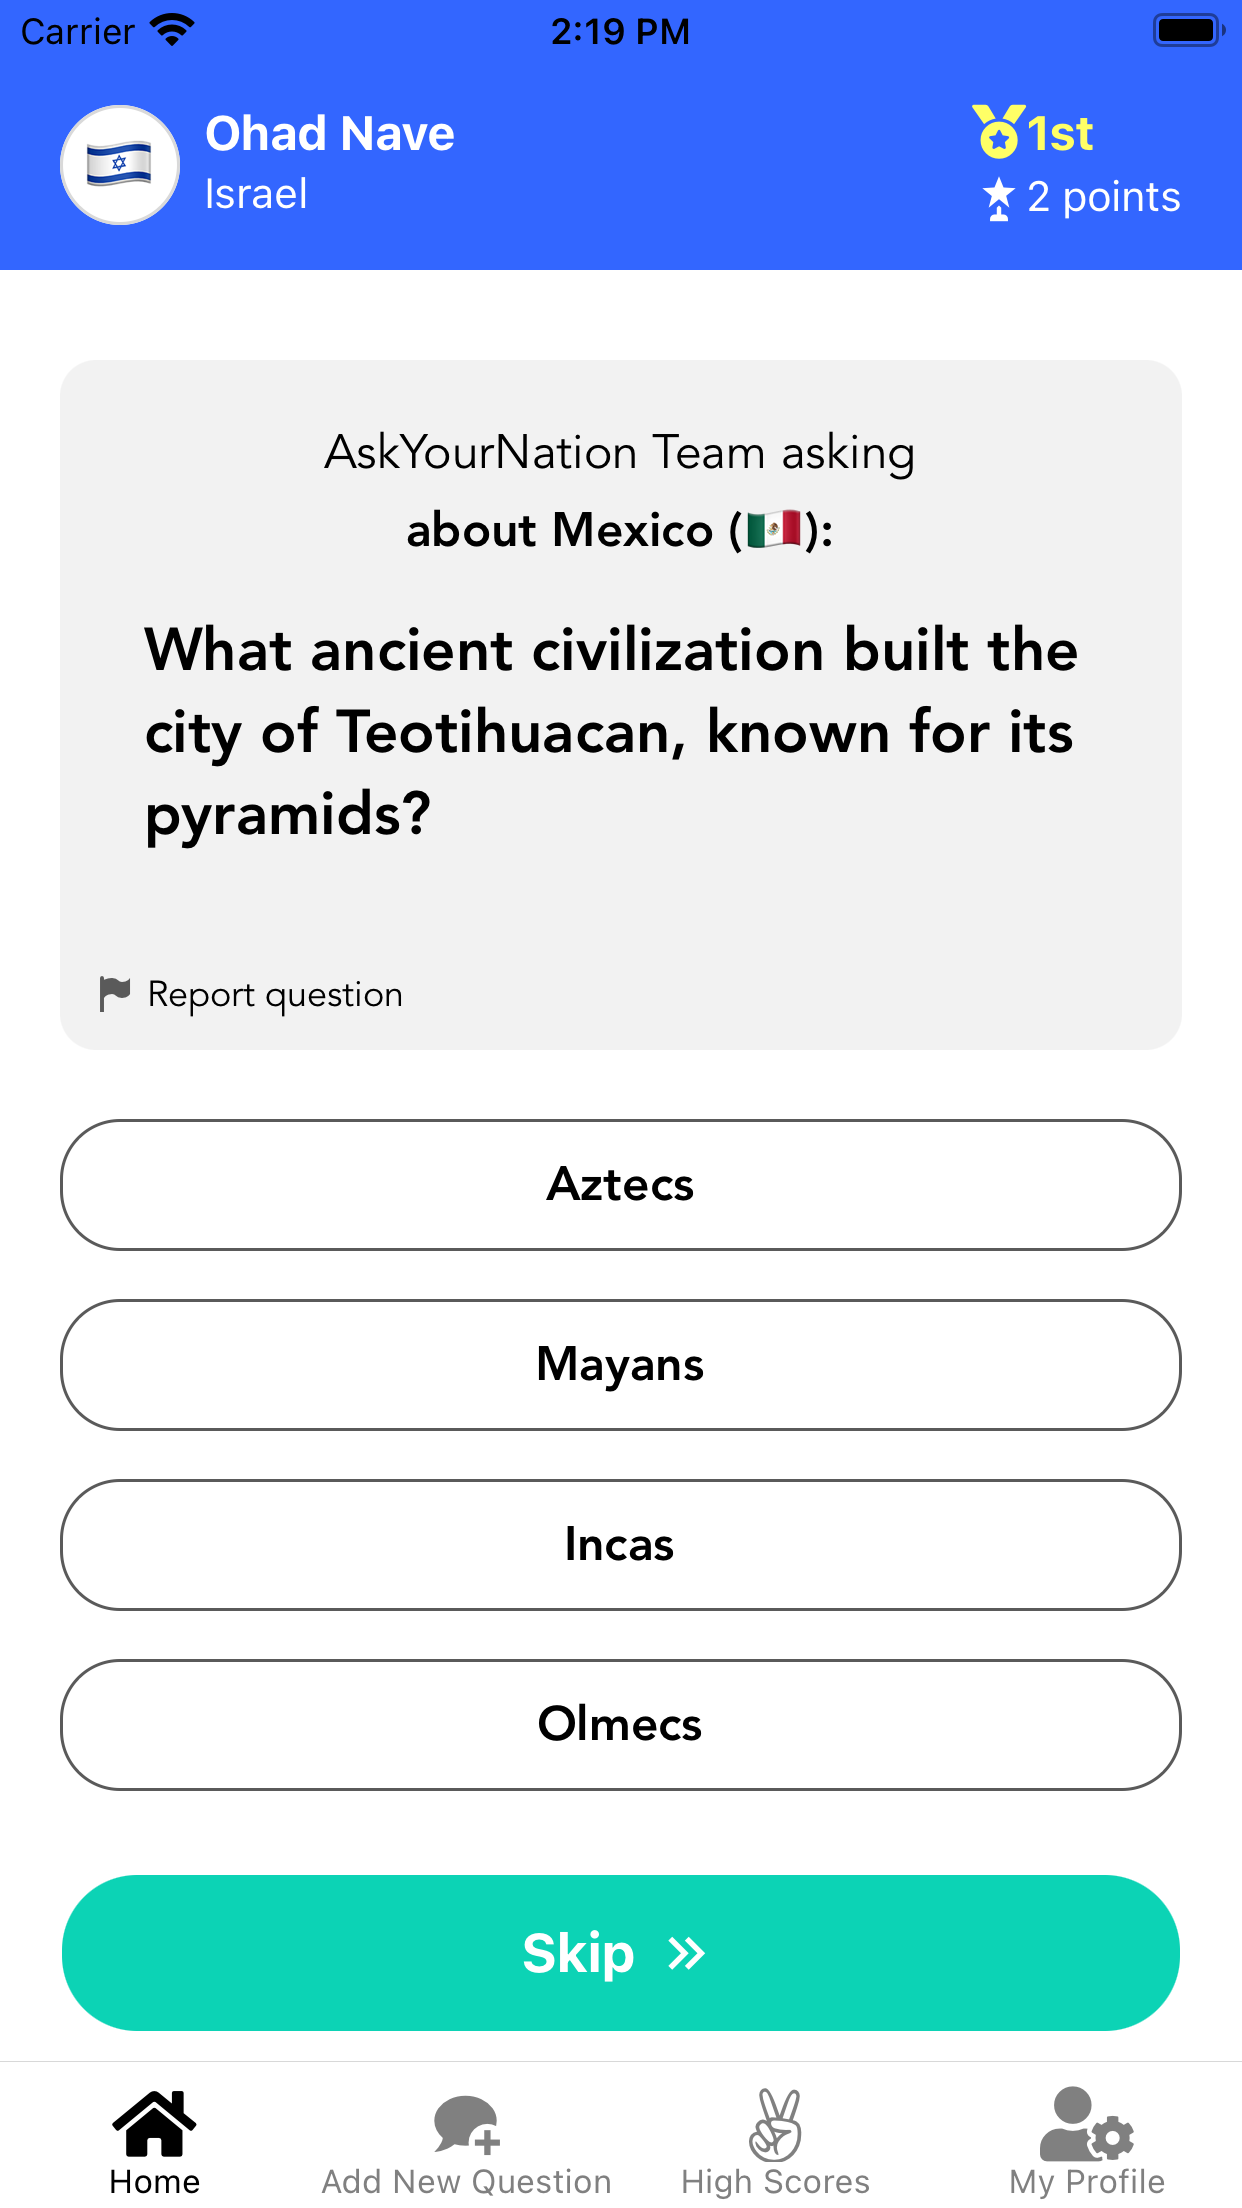 Carrier
2:19 PM
Ohad Nave
Israel
1st
2 points
AskYourNation Team asking
about Mexico (🇲🇽):
What ancient civilization built the
city of Teotihuacan, known for its
pyramids?
Report question
Aztecs
Mayans
Incas
Olmecs
Skip »
Home
Add New Question
High Scores
My Profile